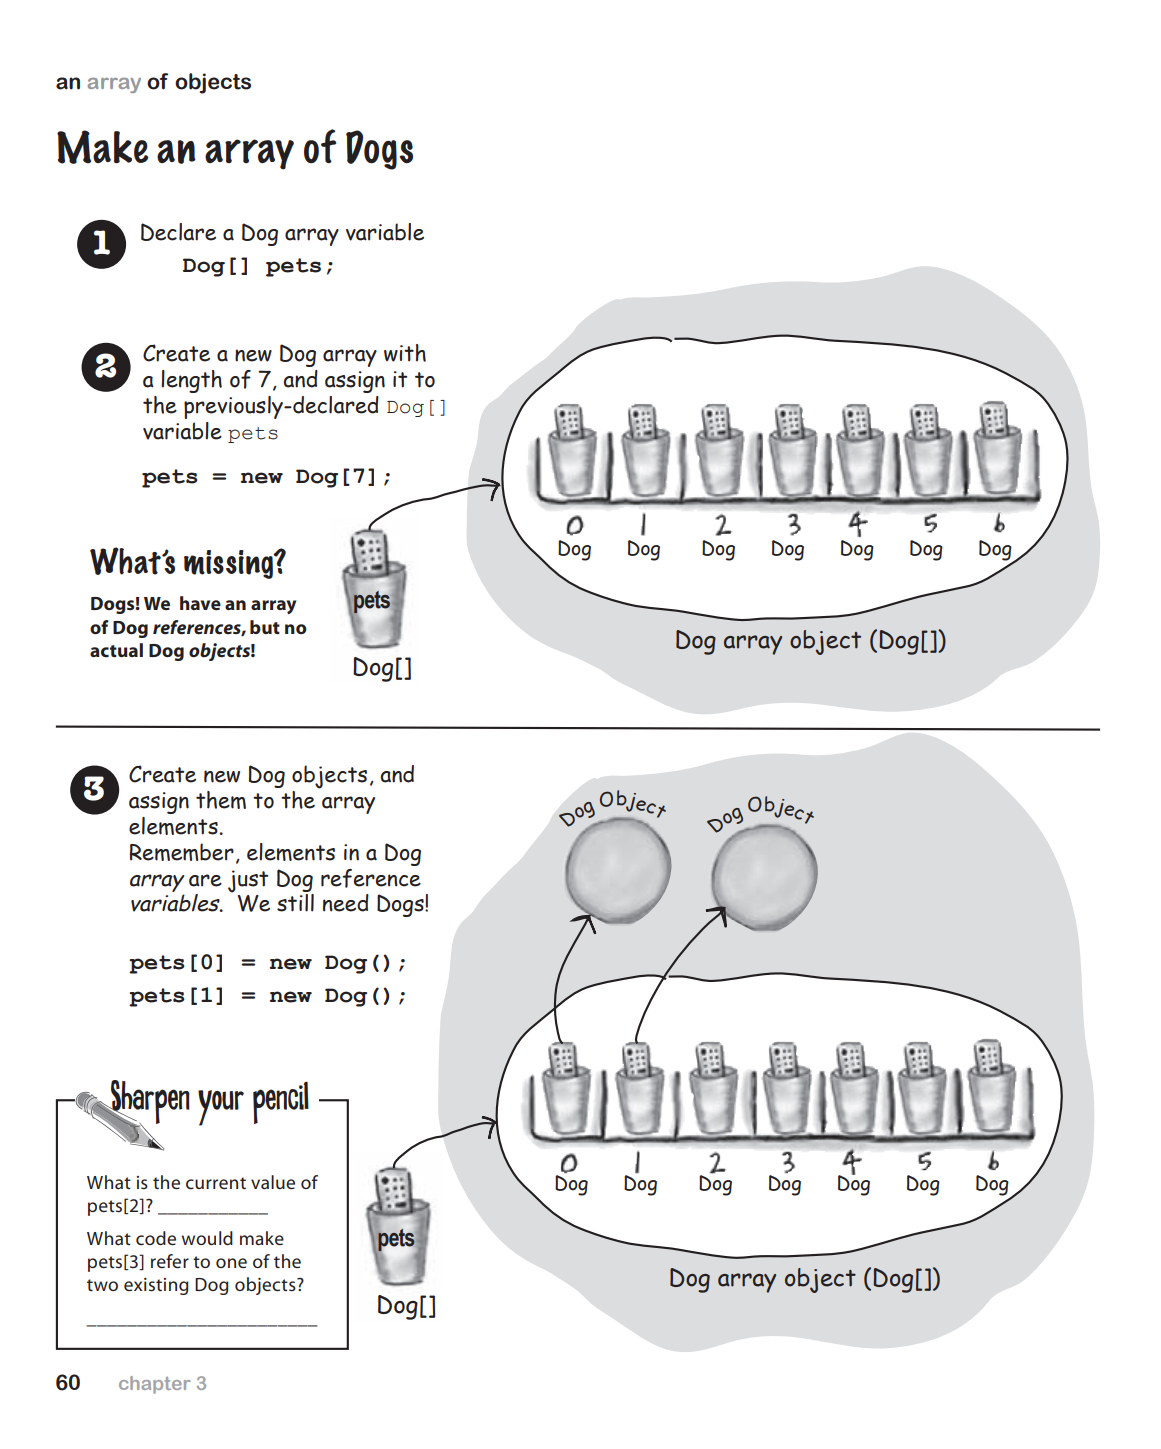 an array of objects
Make an array of Dogs
1 Declare a Dog array variable
Dog[] pets;
2 Create a new Dog array with
a length of 7, and assign it to
the previously-declared Dog[]
variable pets
pets = new Dog[7];
What's missing?
Dogs! We have an array
of Dog references, but no
actual Dog objects!
pets
Dog[]
0 1 2 3 4 5 6
Dog Dog Dog Dog Dog Dog Dog
Dog array object (Dog[])
3 Create new Dog objects, and
assign them to the array
elements.
Remember, elements in a Dog
array are just Dog reference
variables. We still need Dogs!
pets[0] = new Dog();
pets[1] = new Dog();
Dog Object
Dog Object
0 1 2 3 4 5 6
Dog Dog Dog Dog Dog Dog Dog
Dog array object (Dog[])
pets
Dog[]
Sharpen your pencil
What is the current value of
pets[2]? ___________
What code would make
pets[3] refer to one of the
two existing Dog objects?
_______________________
60 chapter 3